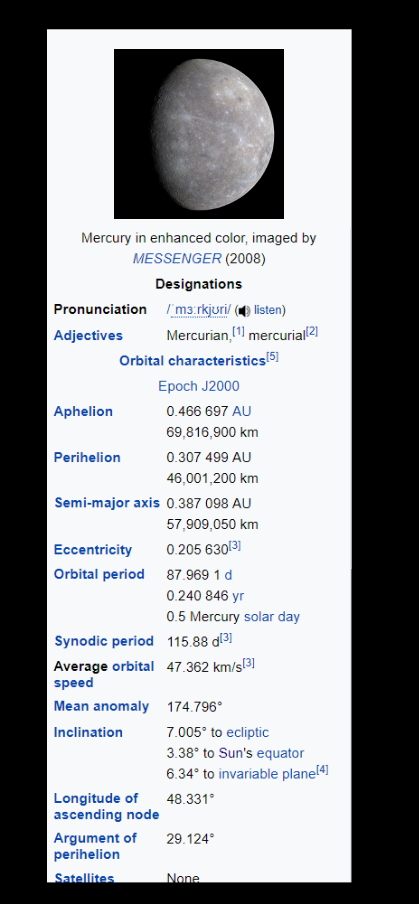 Mercury in enhanced color, imaged by
MESSENGER (2008)
Designations
Pronunciation /ˈmɜːrkjʊri/ (listen)
Adjectives Mercurian,[1] mercurial[2]
Orbital characteristics[5]
Epoch J2000
Aphelion 0.466 697 AU
69,816,900 km
Perihelion 0.307 499 AU
46,001,200 km
Semi-major axis 0.387 098 AU
57,909,050 km
Eccentricity 0.205 630[3]
Orbital period 87.969 1 d
0.240 846 yr
0.5 Mercury solar day
Synodic period 115.88 d[3]
Average orbital speed 47.362 km/s[3]
Mean anomaly 174.796°
Inclination 7.005° to ecliptic
3.38° to Sun's equator
6.34° to invariable plane[4]
Longitude of ascending node 48.331°
Argument of perihelion 29.124°
Satellites None